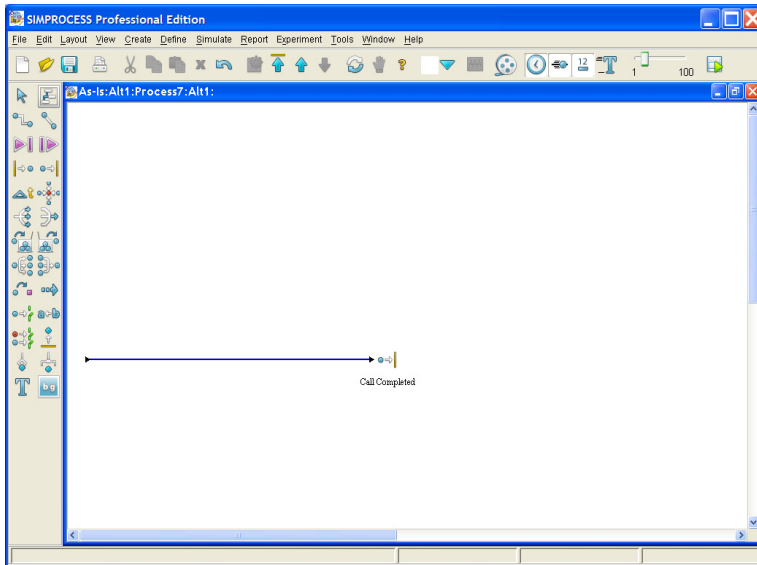 SIMPROCESS Professional Edition
File Edit Layout View Create Define Simulate Report Experiment Tools Window Help
12
T
1 100
As-Is:Alt1:Process7:Alt1:
Call Completed
T bg